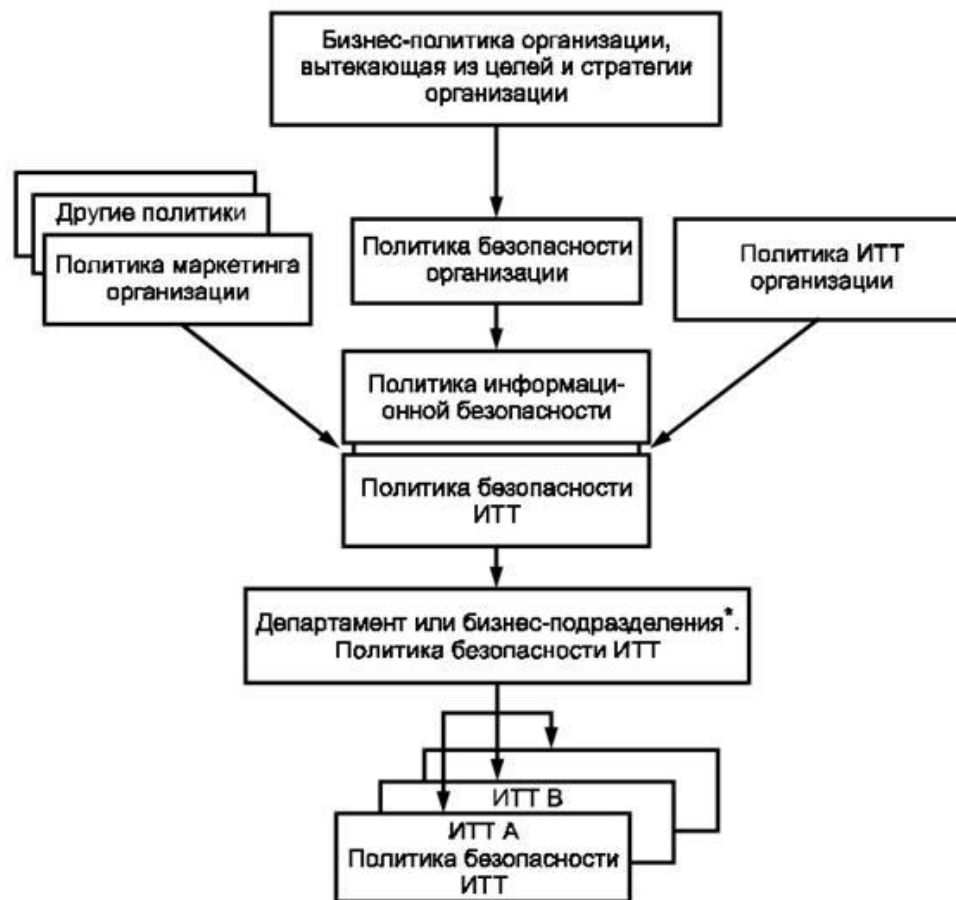 Бизнес-политика организации,
вытекающая из целей и стратегии
организации
Другие политики
Политика маркетинга
организации
Политика безопасности
организации
Политика ИТТ
организации
Политика информаци-
онной безопасности
Политика безопасности
ИТТ
Департамент или бизнес-подразделения*.
Политика безопасности ИТТ
ИТТ B
ИТТ A
Политика безопасности
ИТТ